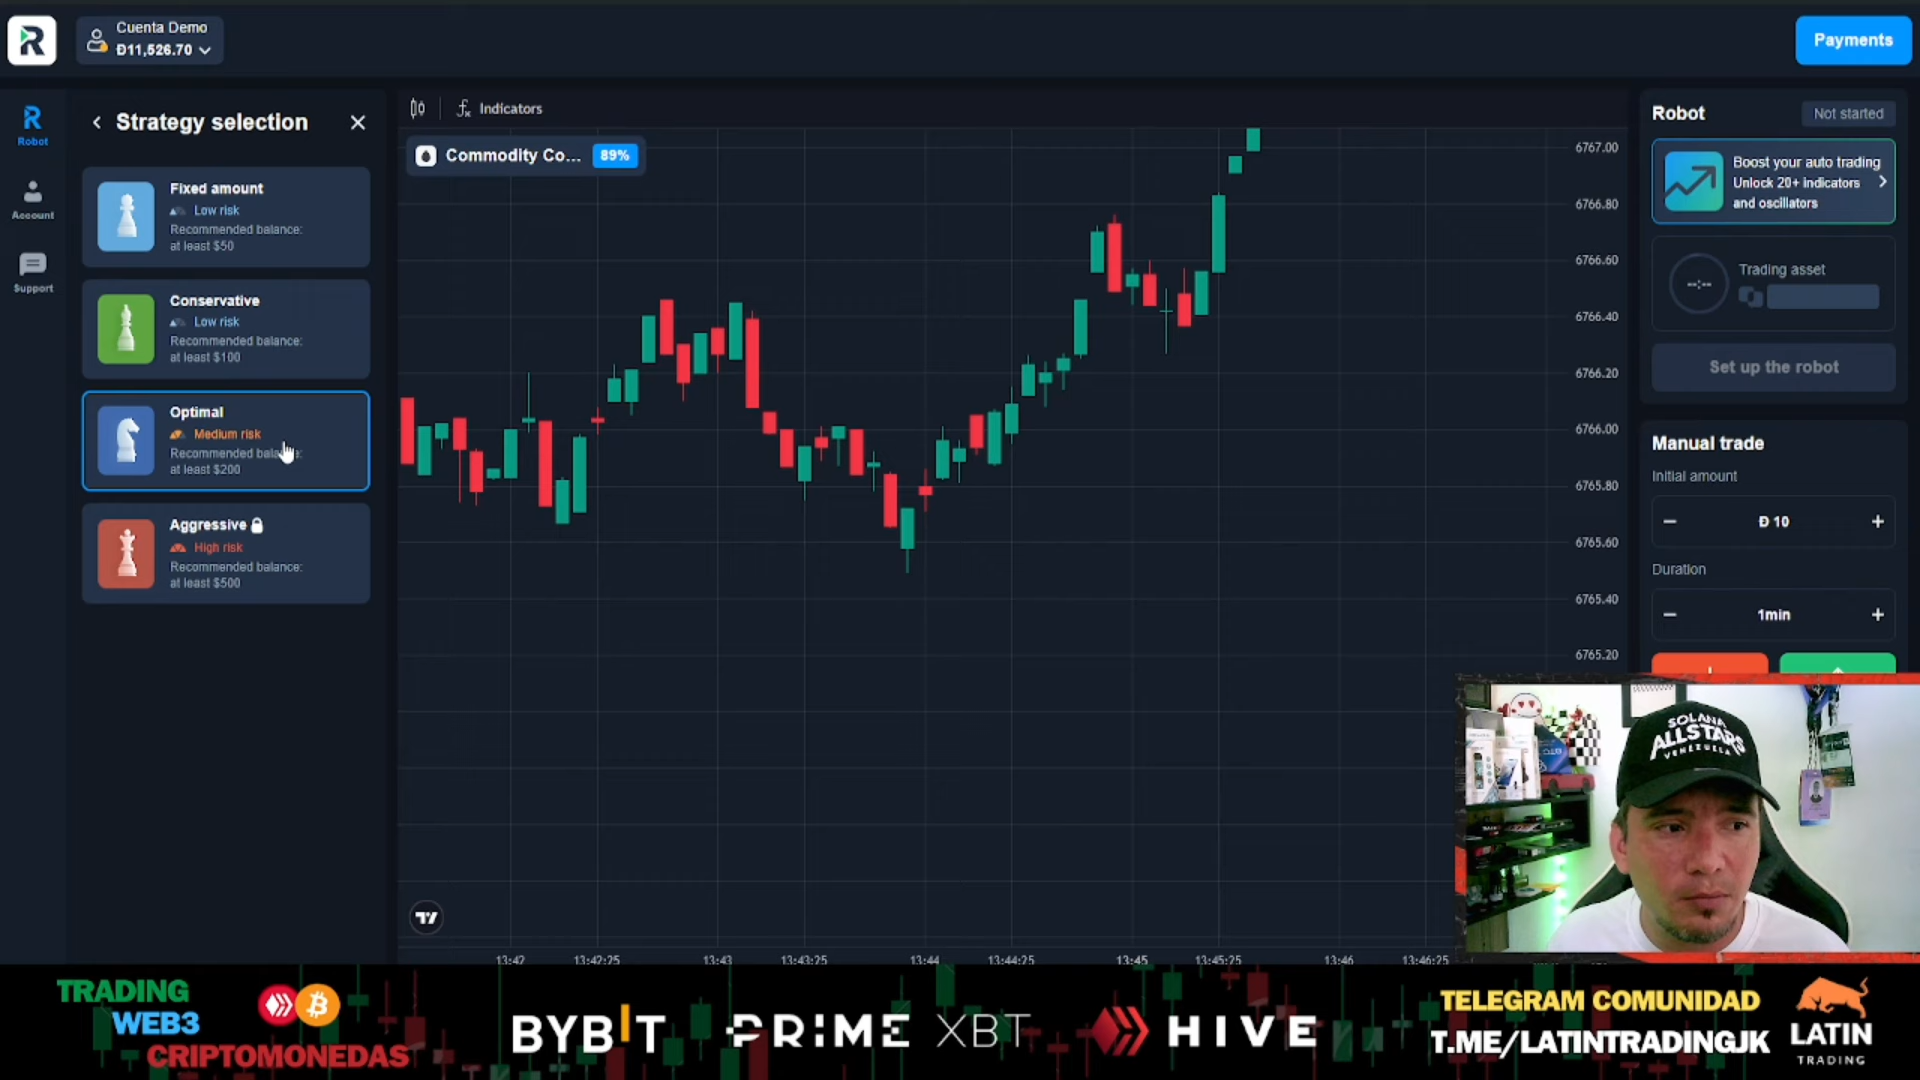 Cuenta Demo
Đ11,526.70
Payments
Robot
Account
Support
Strategy selection
Fixed amount
Low risk
Recommended balance:
at least $50
Conservative
Low risk
Recommended balance:
at least $100
Optimal
Medium risk
Recommended bala
at least $200
Aggressive
High risk
Recommended balance:
at least $500
Indicators
Commodity Co... 89%
6767.00
6766.80
6766.60
6766.40
6766.20
6766.00
6765.80
6765.60
6765.40
6765.20
13:42 13:42:25 13:43 13:43:25 13:44 13:44:25 13:45 13:45:25 13:46 13:46:25
Robot
Not started
Boost your auto trading
Unlock 20+ indicators
and oscillators
--:--
Trading asset
Set up the robot
Manual trade
Initial amount
− Đ 10 +
Duration
− 1min +
SOLANA
ALLSTARS
VENEZUELA
TRADING
WEB3
CRIPTOMONEDAS
BYBIT
PRIME XBT
HIVE
TELEGRAM COMUNIDAD
T.ME/LATINTRADINGJK
LATIN
TRADING